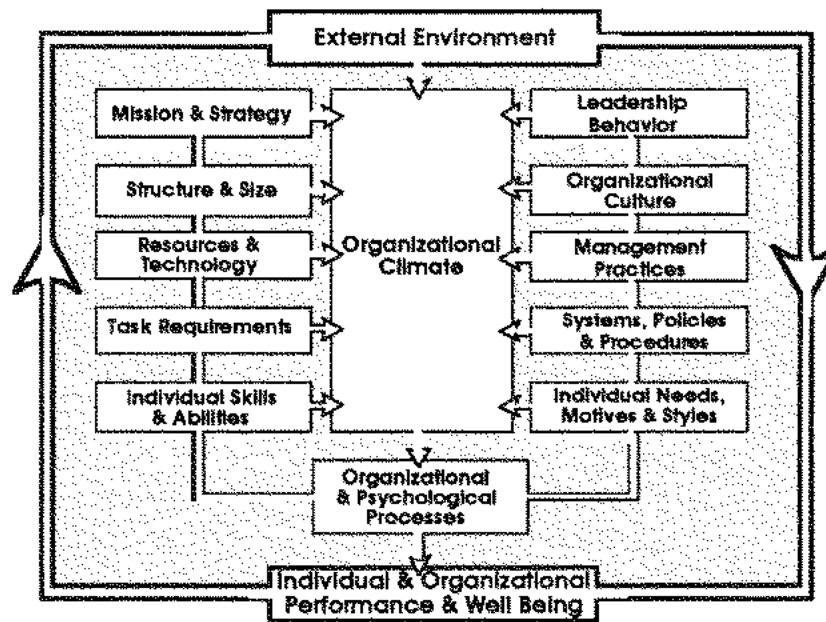 External Environment
Mission & Strategy
Leadership
Behavior
Structure & Size
Organizational
Culture
Resources &
Technology
Organizational
Climate
Management
Practices
Task Requirements
Systems, Policies
& Procedures
Individual Skills
& Abilities
Individual Needs,
Motives & Styles
Organizational
& Psychological
Processes
Individual & Organizational
Performance & Well Being